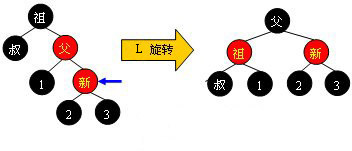 祖
叔 父
1 新
2 3
L 旋转
父
祖 新
叔 1 2 3